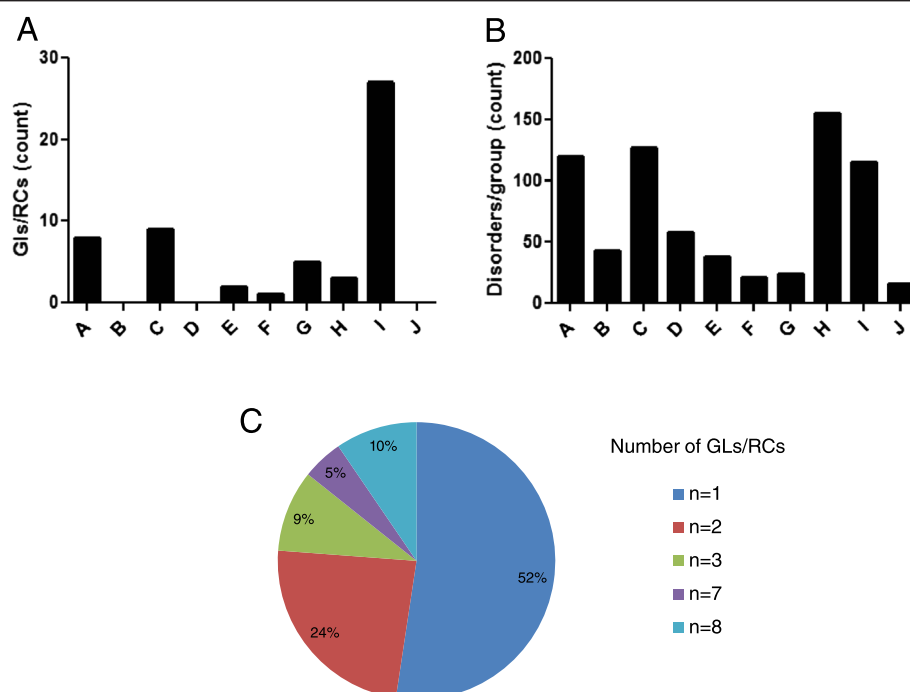 A
GIs/RCs (count)
30
20
10
0
A B C D E F G H I J
B
Disorders/group (count)
200
150
100
50
0
A B C D E F G H I J
C
10%
5%
9%
52%
24%
Number of GLs/RCs
n=1
n=2
n=3
n=7
n=8